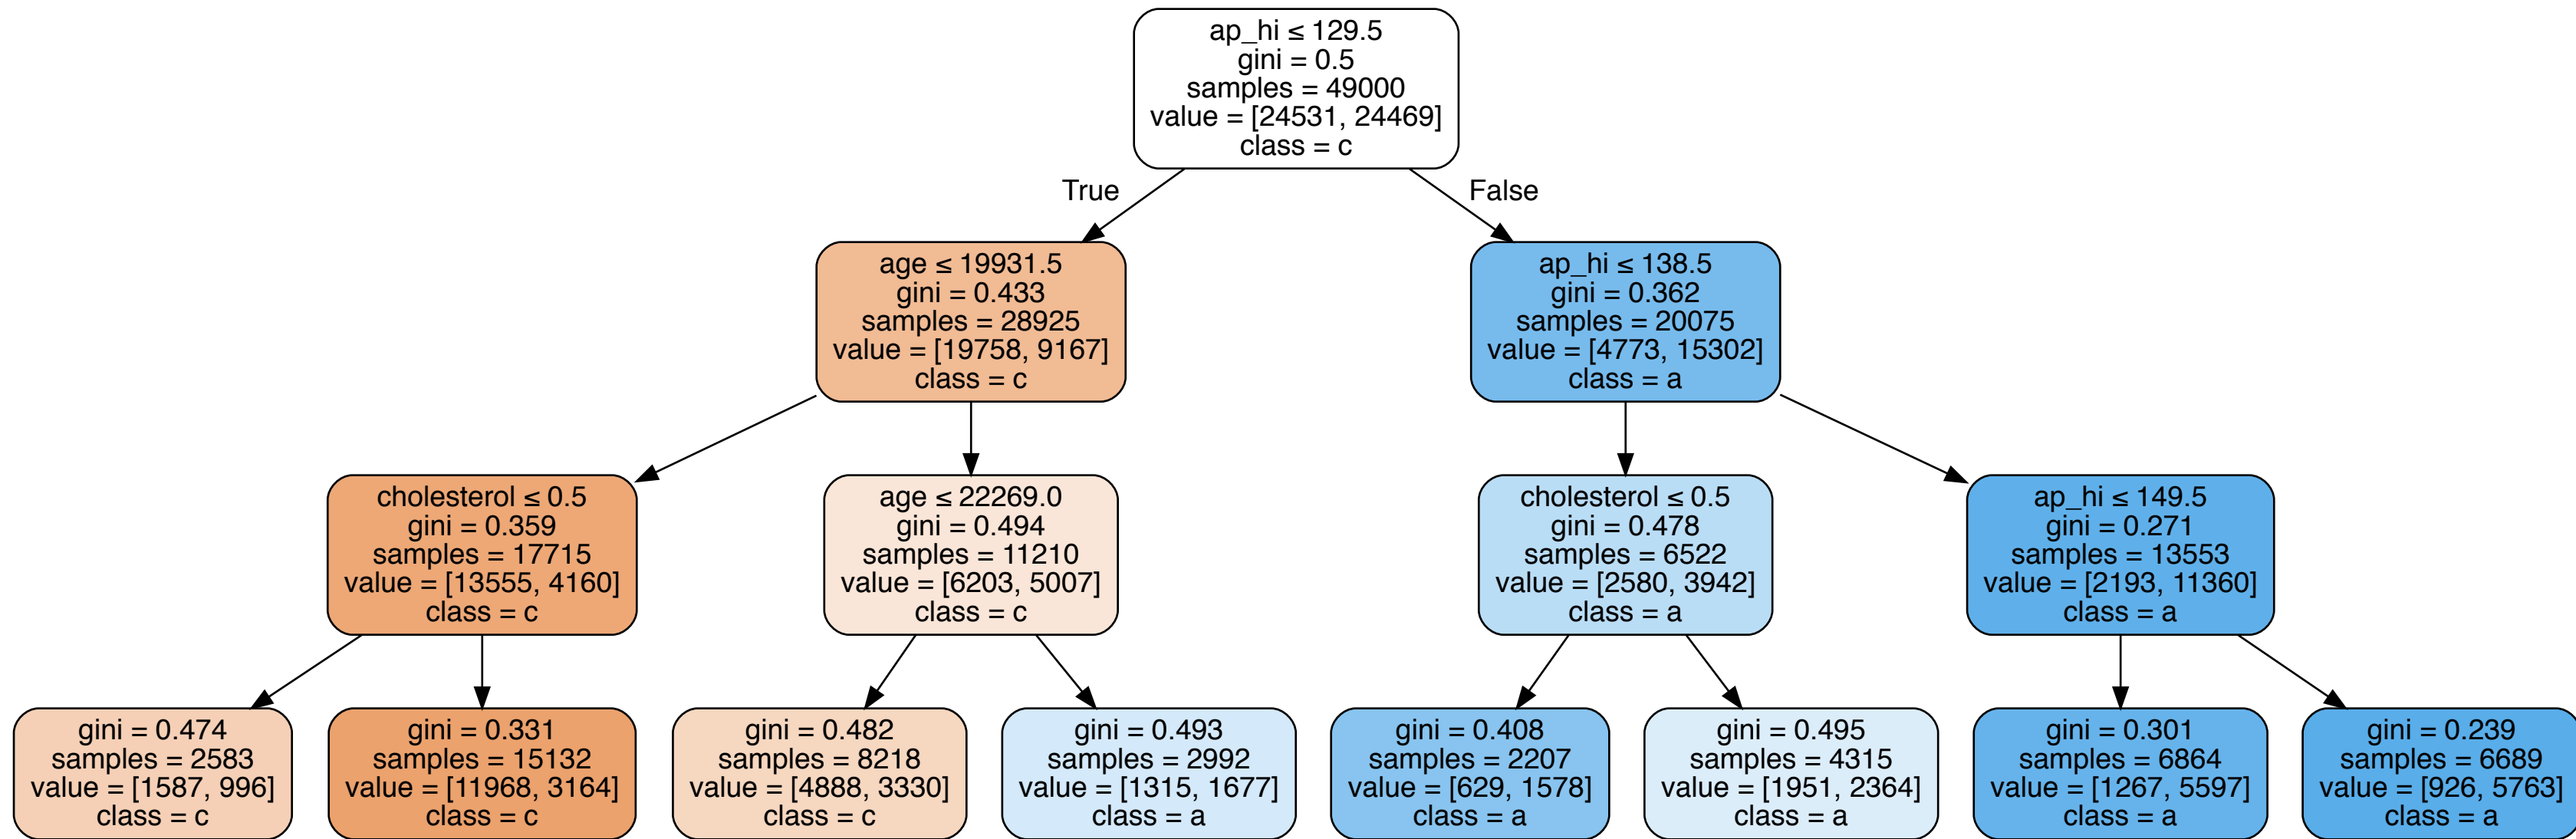 ap_hi ≤ 129.5
gini = 0.5
samples = 49000
value = [24531, 24469]
class = c
True
False
age ≤ 19931.5
gini = 0.433
samples = 28925
value = [19758, 9167]
class = c
ap_hi ≤ 138.5
gini = 0.362
samples = 20075
value = [4773, 15302]
class = a
cholesterol ≤ 0.5
gini = 0.359
samples = 17715
value = [13555, 4160]
class = c
age ≤ 22269.0
gini = 0.494
samples = 11210
value = [6203, 5007]
class = c
cholesterol ≤ 0.5
gini = 0.478
samples = 6522
value = [2580, 3942]
class = a
ap_hi ≤ 149.5
gini = 0.271
samples = 13553
value = [2193, 11360]
class = a
gini = 0.474
samples = 2583
value = [1587, 996]
class = c
gini = 0.331
samples = 15132
value = [11968, 3164]
class = c
gini = 0.482
samples = 8218
value = [4888, 3330]
class = c
gini = 0.493
samples = 2992
value = [1315, 1677]
class = a
gini = 0.408
samples = 2207
value = [629, 1578]
class = a
gini = 0.495
samples = 4315
value = [1951, 2364]
class = a
gini = 0.301
samples = 6864
value = [1267, 5597]
class = a
gini = 0.239
samples = 6689
value = [926, 5763]
class = a